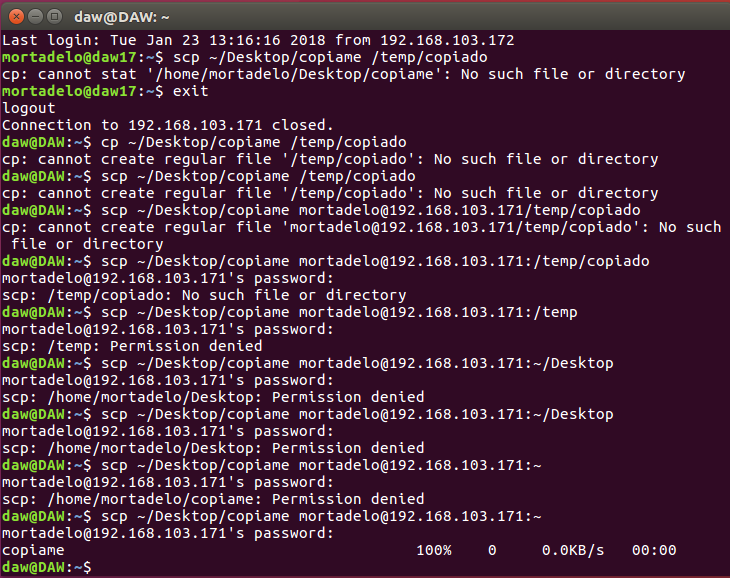 daw@DAW: ~
Last login: Tue Jan 23 13:16:16 2018 from 192.168.103.172
mortadelo@daw17:~$ scp ~/Desktop/copiame /temp/copiado
cp: cannot stat '/home/mortadelo/Desktop/copiame': No such file or directory
mortadelo@daw17:~$ exit
logout
Connection to 192.168.103.171 closed.
daw@DAW:~$ cp ~/Desktop/copiame /temp/copiado
cp: cannot create regular file '/temp/copiado': No such file or directory
daw@DAW:~$ scp ~/Desktop/copiame /temp/copiado
cp: cannot create regular file '/temp/copiado': No such file or directory
daw@DAW:~$ scp ~/Desktop/copiame mortadelo@192.168.103.171/temp/copiado
cp: cannot create regular file 'mortadelo@192.168.103.171/temp/copiado': No such
 file or directory
daw@DAW:~$ scp ~/Desktop/copiame mortadelo@192.168.103.171:/temp/copiado
mortadelo@192.168.103.171's password:
scp: /temp/copiado: No such file or directory
daw@DAW:~$ scp ~/Desktop/copiame mortadelo@192.168.103.171:/temp
mortadelo@192.168.103.171's password:
scp: /temp: Permission denied
daw@DAW:~$ scp ~/Desktop/copiame mortadelo@192.168.103.171:~/Desktop
mortadelo@192.168.103.171's password:
scp: /home/mortadelo/Desktop: Permission denied
daw@DAW:~$ scp ~/Desktop/copiame mortadelo@192.168.103.171:~/Desktop
mortadelo@192.168.103.171's password:
scp: /home/mortadelo/Desktop: Permission denied
daw@DAW:~$ scp ~/Desktop/copiame mortadelo@192.168.103.171:~
mortadelo@192.168.103.171's password:
scp: /home/mortadelo/copiame: Permission denied
daw@DAW:~$ scp ~/Desktop/copiame mortadelo@192.168.103.171:~
mortadelo@192.168.103.171's password:
copiame 100% 0 0.0KB/s 00:00
daw@DAW:~$